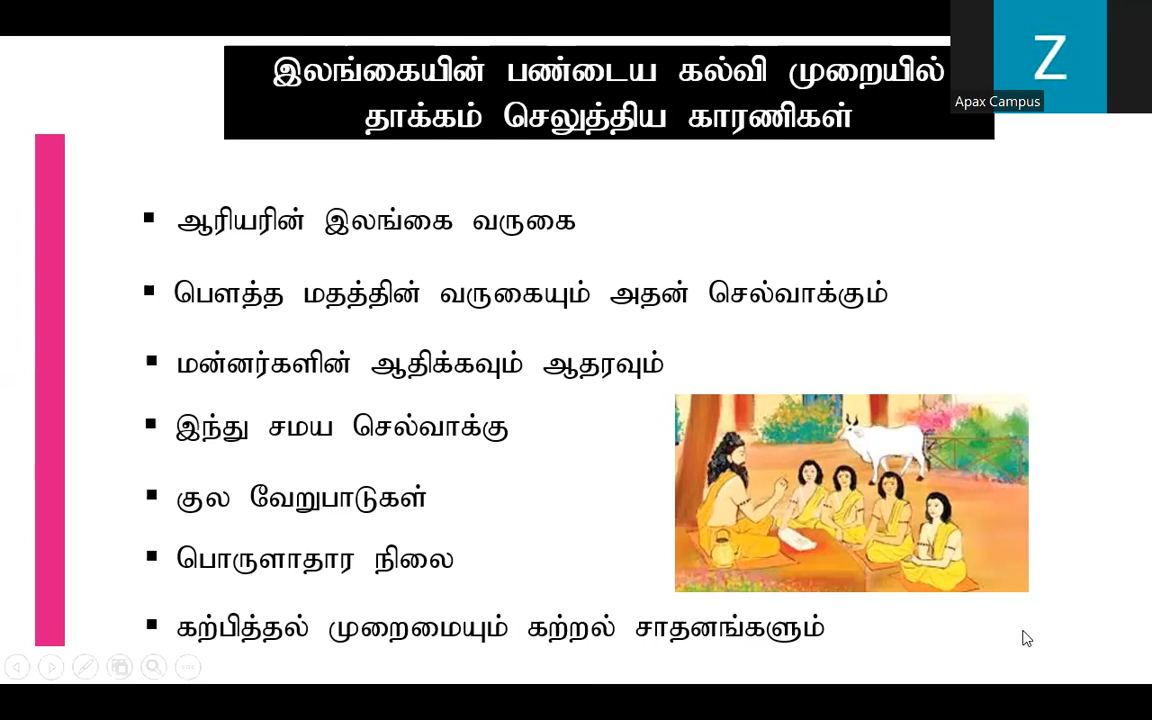 இலங்கையின் பண்டைய கல்வி முறையில்
தாக்கம் செலுத்திய காரணிகள்
Z
Apax Campus
▪ ஆரியரின் இலங்கை வருகை
▪ பௌத்த மதத்தின் வருகையும் அதன் செல்வாக்கும்
▪ மன்னர்களின் ஆதிக்கவும் ஆதரவும்
▪ இந்து சமய செல்வாக்கு
▪ குல வேறுபாடுகள்
▪ பொருளாதார நிலை
▪ கற்பித்தல் முறைமையும் கற்றல் சாதனங்களும்